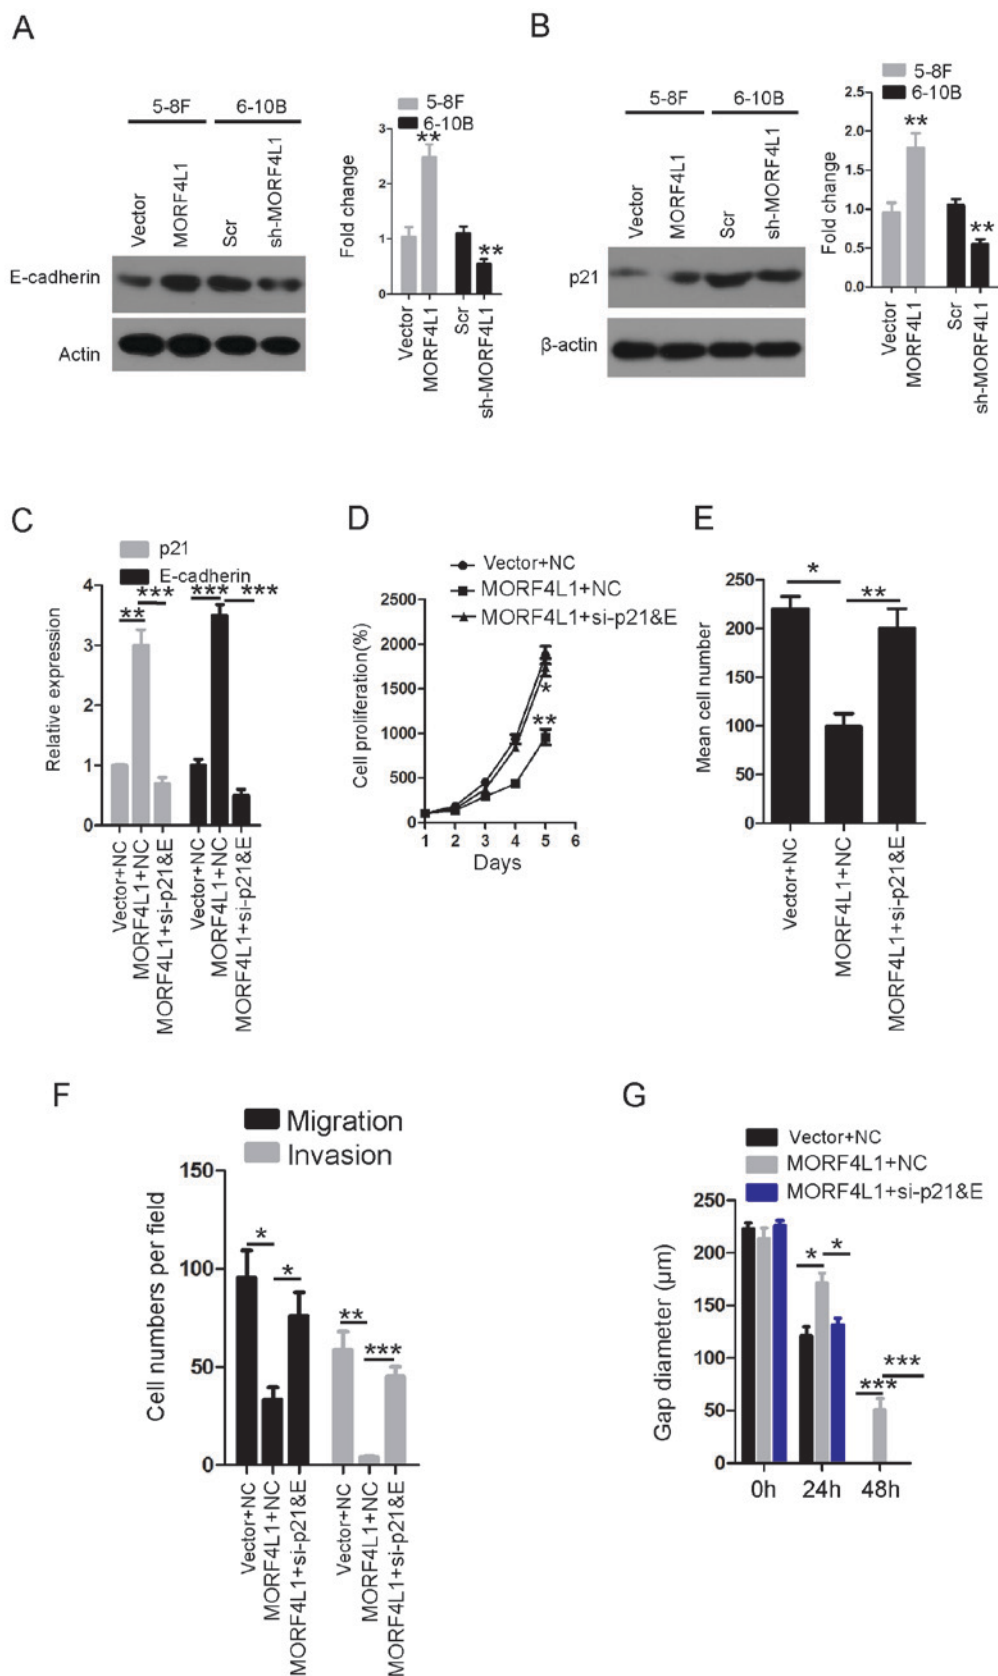 A
5-8F 6-10B
Vector
MORF4L1
Scr
sh-MORF4L1
E-cadherin
Actin
5-8F
6-10B
Fold change
3
2
1
0
**
**
Vector
MORF4L1
Scr
sh-MORF4L1
B
5-8F 6-10B
Vector
MORF4L1
Scr
sh-MORF4L1
p21
β-actin
5-8F
6-10B
Fold change
2.5
2.0
1.5
1.0
0.5
0.0
**
**
Vector
MORF4L1
Scr
sh-MORF4L1
C
p21
E-cadherin
Relative expression
4
3
2
1
0
** *** *** ***
Vector+NC
MORF4L1+NC
MORF4L1+si-p21&E
Vector+NC
MORF4L1+NC
MORF4L1+si-p21&E
D
Vector+NC
MORF4L1+NC
MORF4L1+si-p21&E
Cell proliferation(%)
2500
2000
1500
1000
500
0
*
**
1 2 3 4 5 6
Days
E
Mean cell number
250
200
150
100
50
0
* **
Vector+NC
MORF4L1+NC
MORF4L1+si-p21&E
F
Migration
Invasion
Cell numbers per field
150
100
50
0
* * ** ***
Vector+NC
MORF4L1+NC
MORF4L1+si-p21&E
Vector+NC
MORF4L1+NC
MORF4L1+si-p21&E
G
Vector+NC
MORF4L1+NC
MORF4L1+si-p21&E
Gap diameter (μm)
250
200
150
100
50
0
* * *** ***
0h 24h 48h